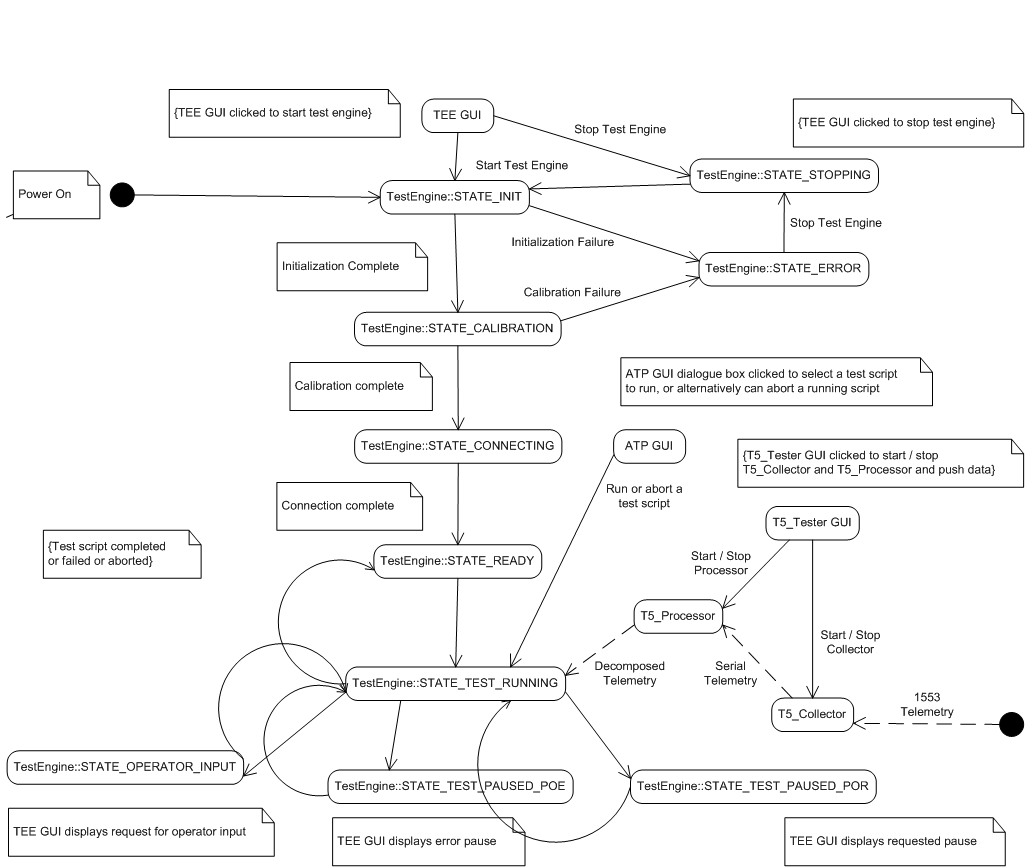 {TEE GUI clicked to start test engine}
TEE GUI
Stop Test Engine
{TEE GUI clicked to stop test engine}
Start Test Engine
TestEngine::STATE_STOPPING
Power On
TestEngine::STATE_INIT
Stop Test Engine
Initialization Failure
Initialization Complete
TestEngine::STATE_ERROR
Calibration Failure
TestEngine::STATE_CALIBRATION
Calibration complete
ATP GUI dialogue box clicked to select a test script
to run, or alternatively can abort a running script
TestEngine::STATE_CONNECTING
ATP GUI
{T5_Tester GUI clicked to start / stop
T5_Collector and T5_Processor and push data}
Run or abort a
test script
Connection complete
T5_Tester GUI
{Test script completed
or failed or aborted}
TestEngine::STATE_READY
Start / Stop
Processor
T5_Processor
Start / Stop
Collector
Decomposed
Telemetry
Serial
Telemetry
TestEngine::STATE_TEST_RUNNING
T5_Collector
1553
Telemetry
TestEngine::STATE_OPERATOR_INPUT
TestEngine::STATE_TEST_PAUSED_POE
TestEngine::STATE_TEST_PAUSED_POR
TEE GUI displays request for operator input
TEE GUI displays error pause
TEE GUI displays requested pause